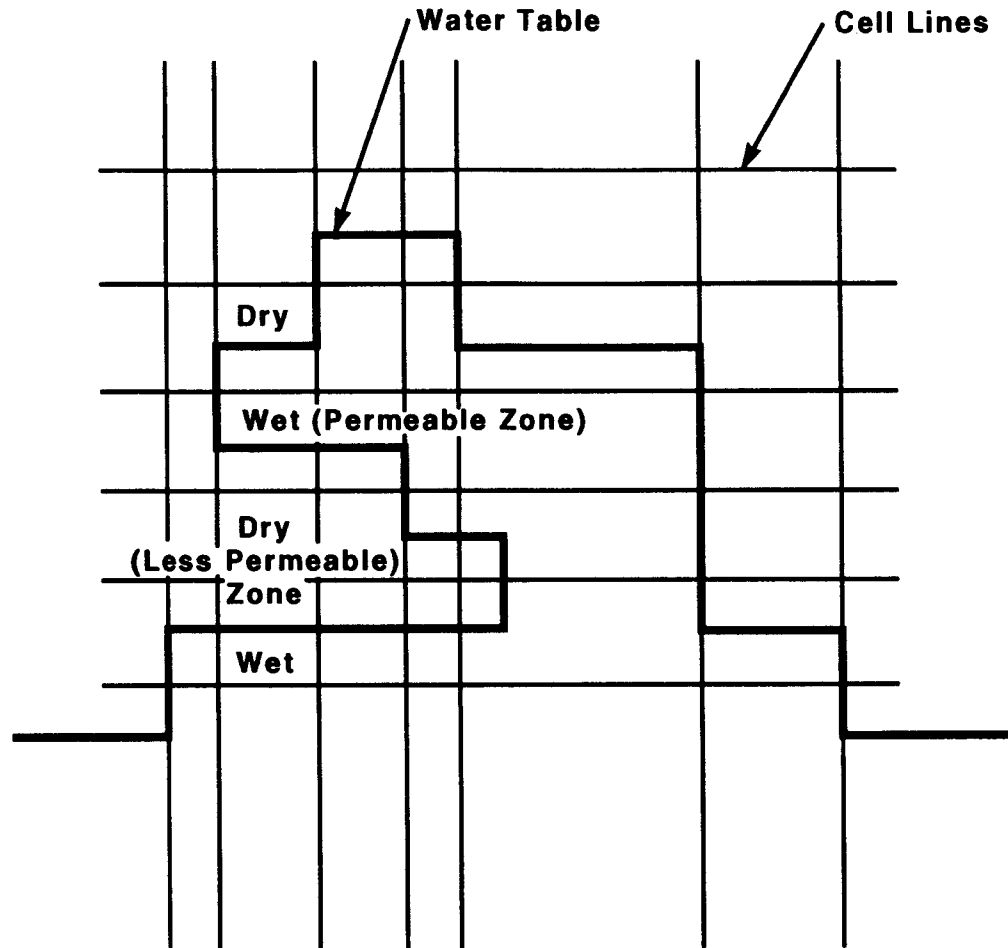 Water Table
Cell Lines
Dry
Wet (Permeable Zone)
Dry
(Less Permeable)
Zone
Wet